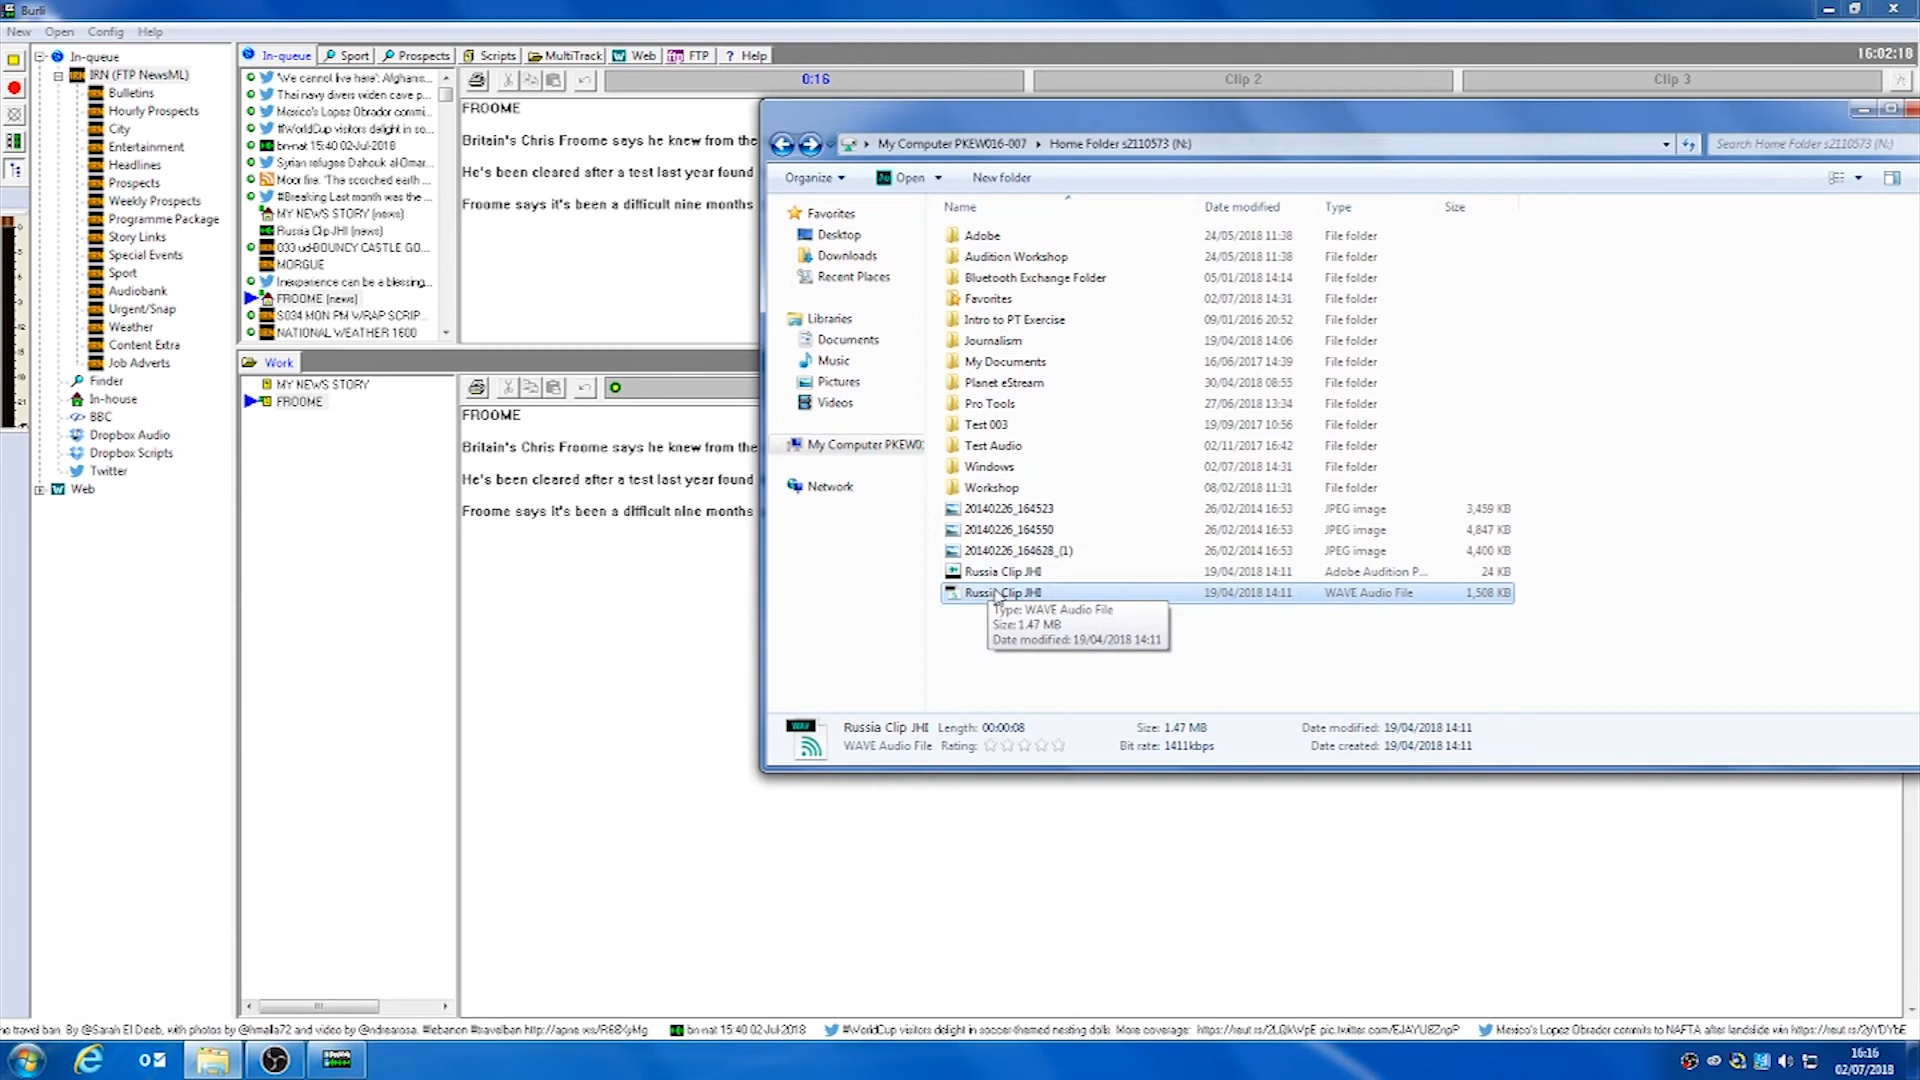 Burli
New Open Config Help
In-queue
IRN (FTP NewsML)
Bulletins
Hourly Prospects
City
Entertainment
Headlines
Prospects
Weekly Prospects
Programme Package
Story Links
Special Events
Sport
Audiobank
Urgent/Snap
Weather
Content Extra
Job Adverts
Finder
In-house
BBC
Dropbox Audio
Dropbox Scripts
Twitter
Web
In-queue Sport Prospects Scripts MultiTrack Web FTP Help
16:02:18
'We cannot live here': Afghanis...
Thai navy divers widen cave p...
Mexico's Lopez Obrador commi...
#WorldCup visitors delight in so...
bn-nat 15:40 02-Jul-2018
Syrian refugee Dahouk al-Omar...
Moor fire: 'The scorched earth ...
#Breaking Last month was the ...
MY NEWS STORY (news)
Russia Clip JHI (news)
033 ud-BOUNCY CASTLE GO...
MORGUE
Inexperience can be a blessing...
FROOME (news)
S034 MON PM WRAP SCRIP...
NATIONAL WEATHER 1600
0:16 Clip 2 Clip 3
FROOME
Britain's Chris Froome says he knew from the
He's been cleared after a test last year found
Froome says it's been a difficult nine months
Work
MY NEWS STORY
FROOME
FROOME
Britain's Chris Froome says he knew from the
He's been cleared after a test last year found
Froome says it's been a difficult nine months
My Computer PKEW016-007 Home Folder s2110573 (N:)
Search Home Folder s2110573 (N:)
Organize Open New folder
Favorites
Desktop
Downloads
Recent Places
Libraries
Documents
Music
Pictures
Videos
My Computer PKEW0
Network
Name Date modified Type Size
Adobe 24/05/2018 11:38 File folder
Audition Workshop 24/05/2018 11:38 File folder
Bluetooth Exchange Folder 05/01/2018 14:14 File folder
Favorites 02/07/2018 14:31 File folder
Intro to PT Exercise 09/01/2016 20:52 File folder
Journalism 19/04/2018 14:06 File folder
My Documents 16/06/2017 14:39 File folder
Planet eStream 30/04/2018 08:55 File folder
Pro Tools 27/06/2018 13:34 File folder
Test 003 19/09/2017 10:56 File folder
Test Audio 02/11/2017 16:42 File folder
Windows 02/07/2018 14:31 File folder
Workshop 08/02/2018 11:31 File folder
20140226_164523 26/02/2014 16:53 JPEG image 3,459 KB
20140226_164550 26/02/2014 16:53 JPEG image 4,847 KB
20140226_164628_(1) 26/02/2014 16:53 JPEG image 4,400 KB
Russia Clip JHI 19/04/2018 14:11 Adobe Audition P... 24 KB
Russia Clip JHI 19/04/2018 14:11 WAVE Audio File 1,508 KB
Type: WAVE Audio File
Size: 1.47 MB
Date modified: 19/04/2018 14:11
WAV
Russia Clip JHI Length: 00:00:08 Size: 1.47 MB Date modified: 19/04/2018 14:11
WAVE Audio File Rating: Bit rate: 1411kbps Date created: 19/04/2018 14:11
travel ban. By @Sarah El Deeb, with photos by @hmalla72 and video by @ndrearosa. #lebanon #travelban bn-nat 15:40 02-Jul-2018 #WorldCup visitors delight in soccer-themed nesting dolls. More coverage: Mexico's Lopez Obrador commits to NAFTA after landslide win
16:16
02/07/2018